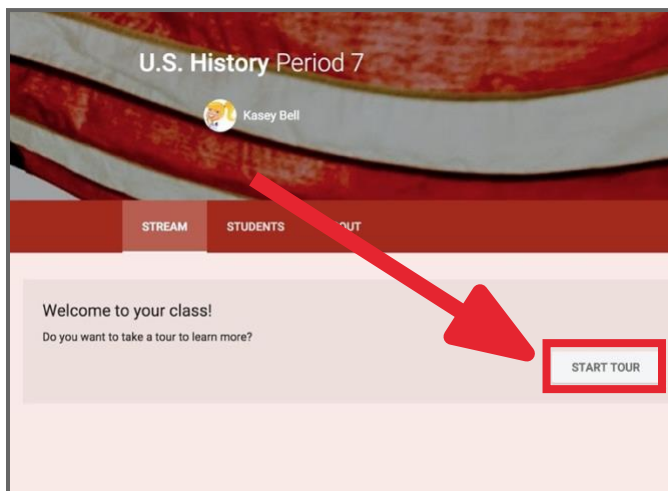 U.S. History Period 7
Kasey Bell
STREAM STUDENTS OUT
Welcome to your class!
Do you want to take a tour to learn more?
START TOUR